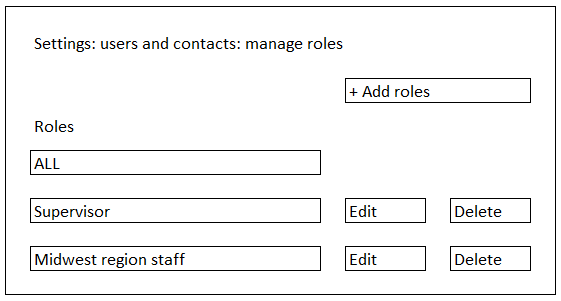 Settings: users and contacts: manage roles
+ Add roles
Roles
ALL
Supervisor Edit Delete
Midwest region staff Edit Delete